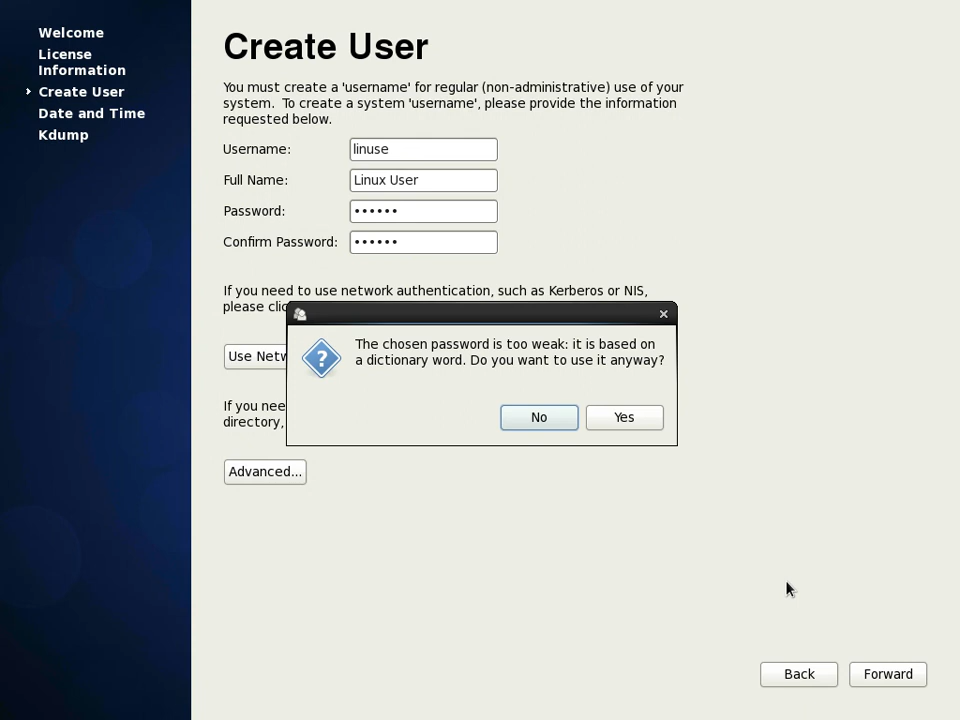 Welcome
License
Information
Create User
Date and Time
Kdump
Create User
You must create a 'username' for regular (non-administrative) use of your
system.  To create a system 'username', please provide the information
requested below.
Username: linuse
Full Name: Linux User
Password: ••••••
Confirm Password: ••••••
If you need to use network authentication, such as Kerberos or NIS,
please clic
The chosen password is too weak: it is based on
a dictionary word. Do you want to use it anyway?
Use Netw
If you nee
directory,
No Yes
Advanced...
Back Forward